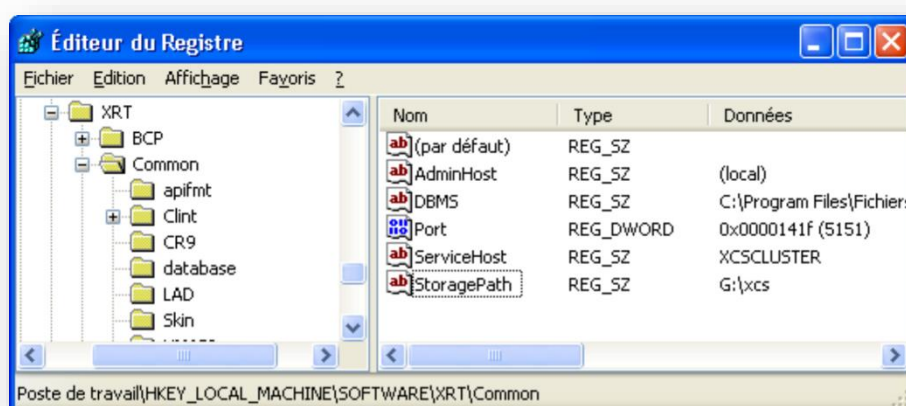 Éditeur du Registre
Fichier Edition Affichage Favoris ?
XRT
BCP
Common
apifmt
Clint
CR9
database
LAD
Skin
Nom Type Données
(par défaut) REG_SZ
AdminHost REG_SZ (local)
DBMS REG_SZ C:\Program Files\Fichiers
Port REG_DWORD 0x0000141f (5151)
ServiceHost REG_SZ XCSCLUSTER
StoragePath REG_SZ G:\xcs
Poste de travail\HKEY_LOCAL_MACHINE\SOFTWARE\XRT\Common